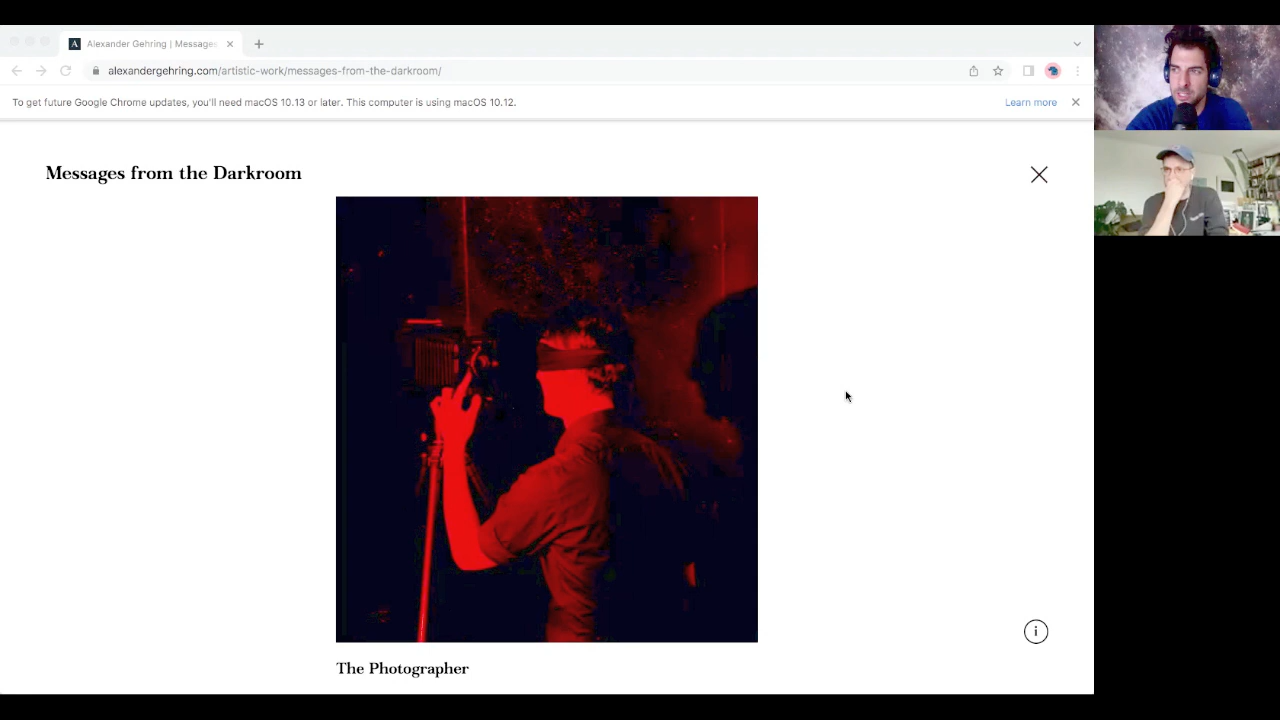 Alexander Gehring | Messages
alexandergehring.com/artistic-work/messages-from-the-darkroom/
To get future Google Chrome updates, you'll need macOS 10.13 or later. This computer is using macOS 10.12.
Learn more
Messages from the Darkroom
i
The Photographer